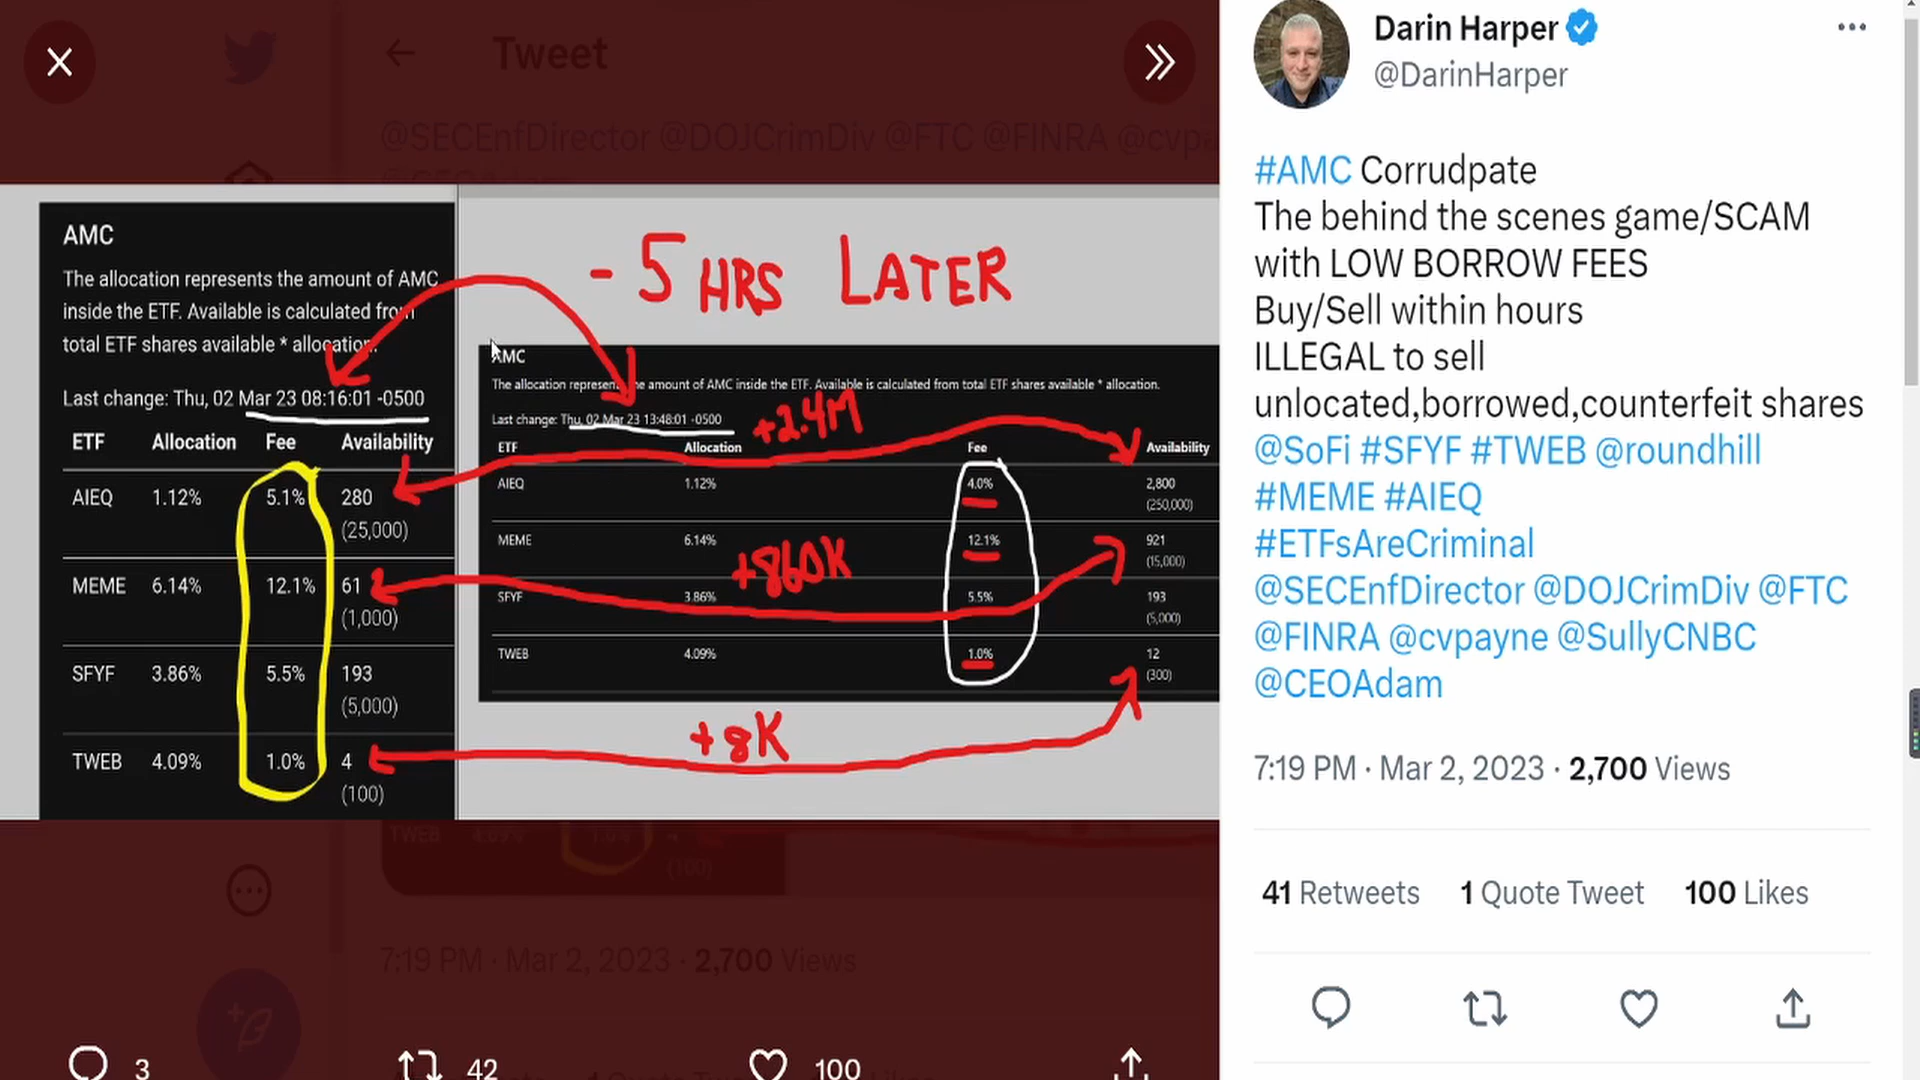 Tweet
@SECEnfDirector @DOJCrimDiv @FTC @FINRA @cvpa
AMC
The allocation represents the amount of AMC
inside the ETF. Available is calculated from
total ETF shares available * allocation.
Last change: Thu, 02 Mar 23 08:16:01 -0500
ETF Allocation Fee Availability
AIEQ 1.12% 5.1% 280
(25,000)
MEME 6.14% 12.1% 61
(1,000)
SFYF 3.86% 5.5% 193
(5,000)
TWEB 4.09% 1.0% 4
(100)
- 5 HRS LATER
AMC
The allocation represents the amount of AMC inside the ETF. Available is calculated from total ETF shares available * allocation.
Last change: Thu, 02 Mar 23 13:48:01 -0500
+2.4M
ETF Allocation Fee Availability
AIEQ 1.12% 4.0% 2,800
(250,000)
MEME 6.14% 12.1% 921
(15,000)
+860K
SFYF 3.86% 5.5% 193
(5,000)
TWEB 4.09% 1.0% 12
(300)
+8K
TWEB
(100)
7:19 PM · Mar 2, 2023 · 2,700 Views
3 42 100
Darin Harper
@DarinHarper
#AMC Corrudpate
The behind the scenes game/SCAM
with LOW BORROW FEES
Buy/Sell within hours
ILLEGAL to sell
unlocated,borrowed,counterfeit shares
@SoFi #SFYF #TWEB @roundhill
#MEME #AIEQ
#ETFsAreCriminal
@SECEnfDirector @DOJCrimDiv @FTC
@FINRA @cvpayne @SullyCNBC
@CEOAdam
7:19 PM · Mar 2, 2023 · 2,700 Views
41 Retweets 1 Quote Tweet 100 Likes